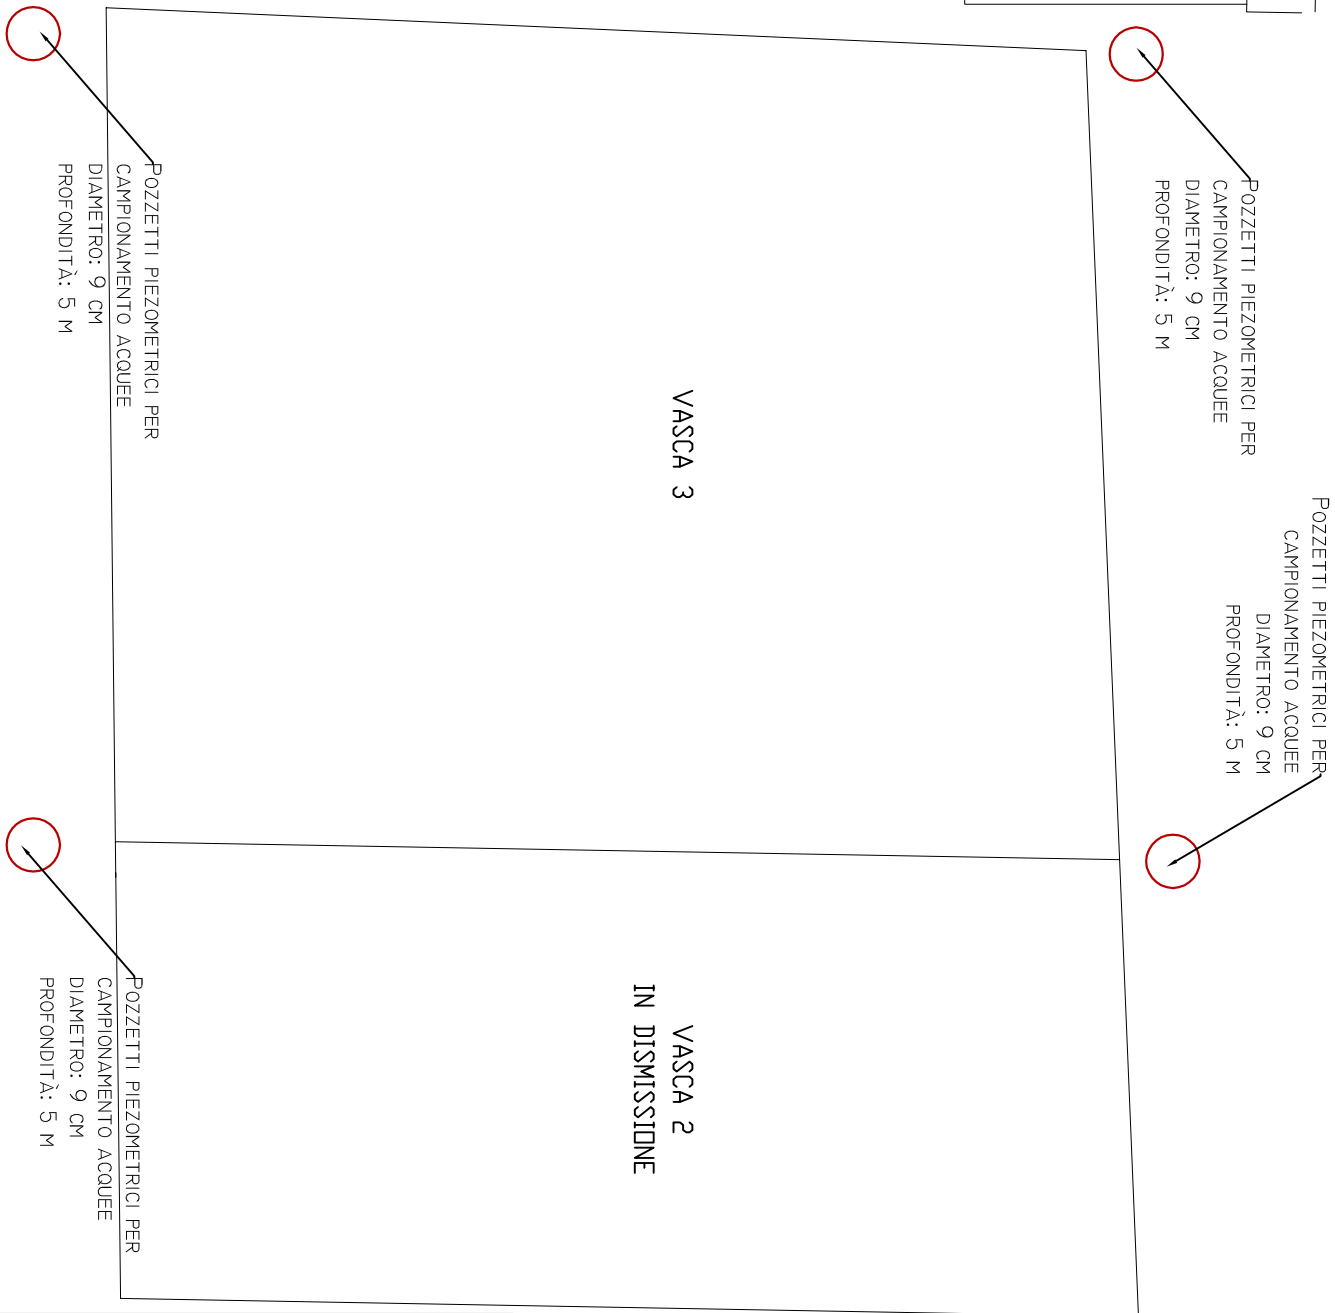 POZZETTI PIEZOMETRICI PER
CAMPIONAMENTO ACQUEE
DIAMETRO: 9 CM
PROFONDITÀ: 5 M
POZZETTI PIEZOMETRICI PER
CAMPIONAMENTO ACQUEE
DIAMETRO: 9 CM
PROFONDITÀ: 5 M
VASCA 3
POZZETTI PIEZOMETRICI PER
CAMPIONAMENTO ACQUEE
DIAMETRO: 9 CM
PROFONDITÀ: 5 M
VASCA 2
IN DISMISSIONE
POZZETTI PIEZOMETRICI PER
CAMPIONAMENTO ACQUEE
DIAMETRO: 9 CM
PROFONDITÀ: 5 M